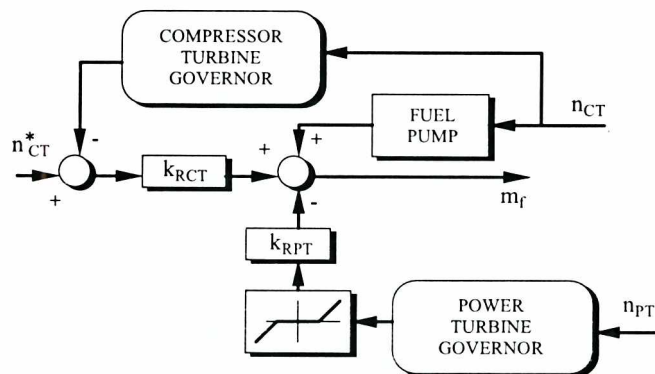 COMPRESSOR
TURBINE
GOVERNOR
n*CT
-
+
kRCT
+
+
-
FUEL
PUMP
nCT
mf
kRPT
POWER
TURBINE
GOVERNOR
nPT